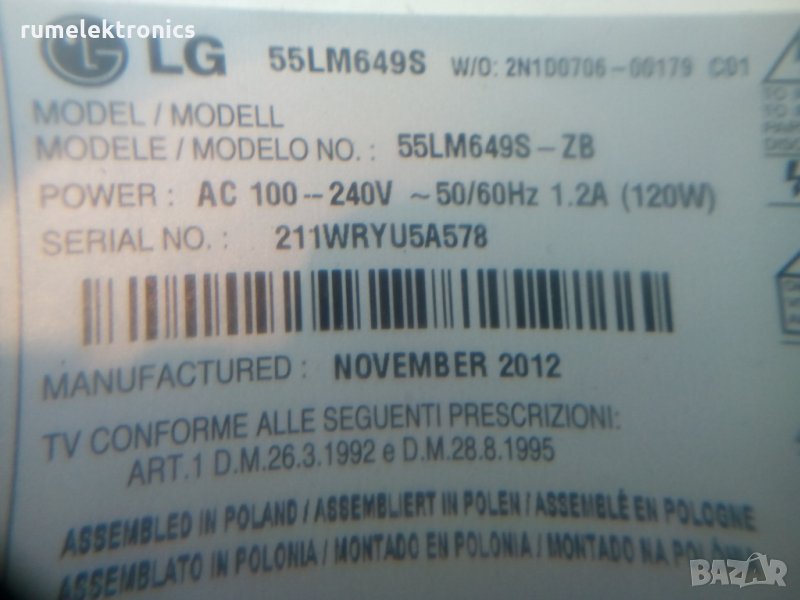 rumelektronics
LG 55LM649S W/O: 2N1D0706-00179 C01
MODEL / MODELL
MODELE / MODELO NO. : 55LM649S-ZB
POWER : AC 100--240V ~50/60Hz 1.2A (120W)
SERIAL NO. : 211WRYU5A578
MANUFACTURED : NOVEMBER 2012
TV CONFORME ALLE SEGUENTI PRESCRIZIONI:
ART.1 D.M.26.3.1992 e D.M.28.8.1995
ASSEMBLED IN POLAND / ASSEMBLIERT IN POLEN / ASSEMBLÉ EN POLOGNE
ASSEMBLATO IN POLONIA / MONTADO EN POLONIA / MONTADO NA
BAZAR